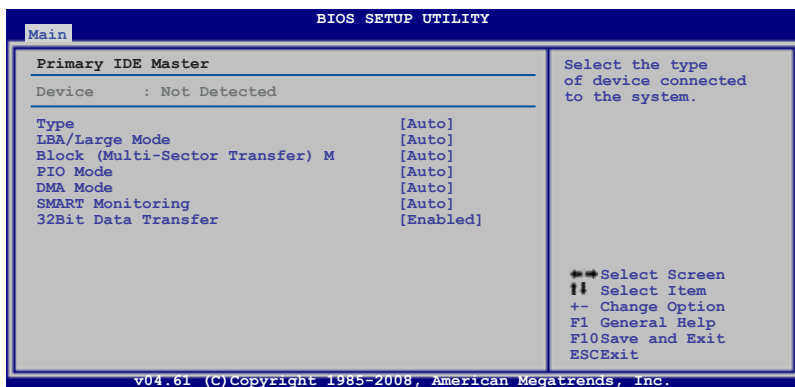 BIOS SETUP UTILITY
Main
Primary IDE Master
Device : Not Detected
Type [Auto]
LBA/Large Mode [Auto]
Block (Multi-Sector Transfer) M [Auto]
PIO Mode [Auto]
DMA Mode [Auto]
SMART Monitoring [Auto]
32Bit Data Transfer [Enabled]
Select the type
of device connected
to the system.
Select Screen
Select Item
+- Change Option
F1 General Help
F10Save and Exit
ESCExit
v04.61 (C)Copyright 1985-2008, American Megatrends, Inc.